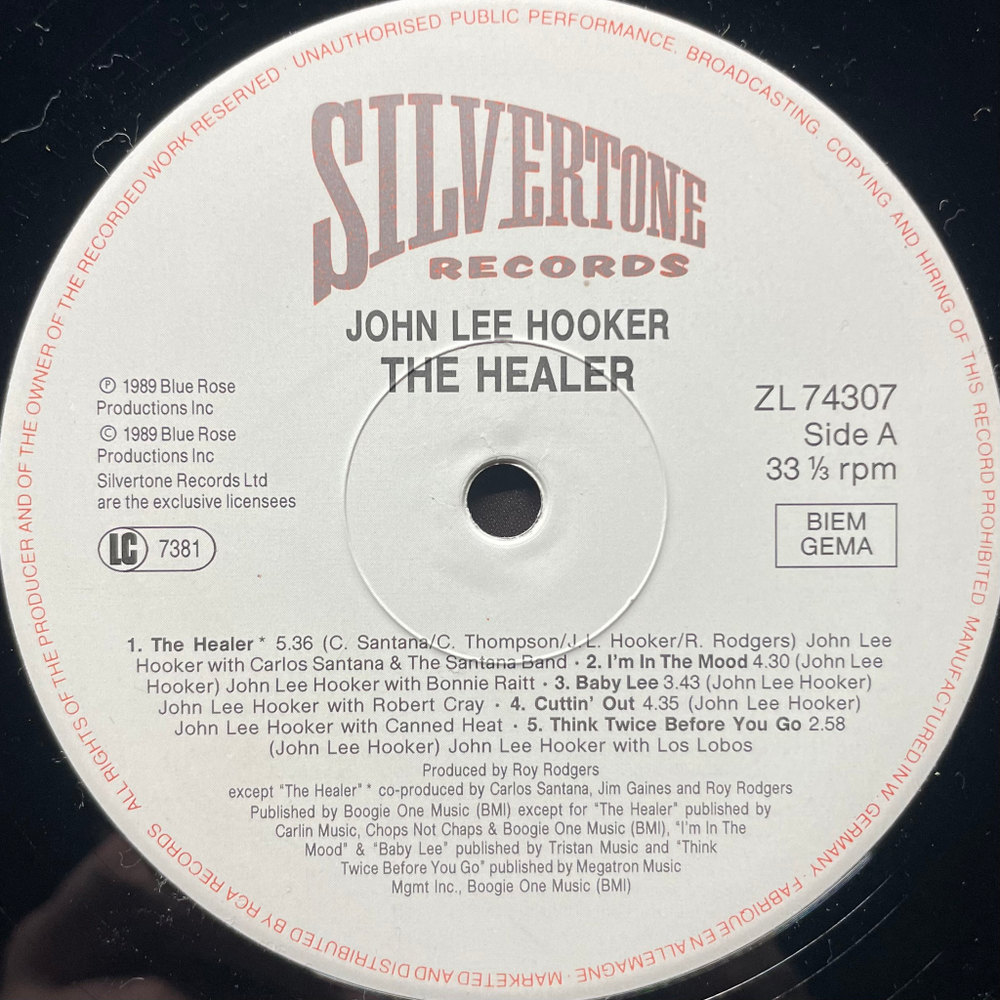 ALL RIGHTS OF THE PRODUCER AND OF THE OWNER OF THE RECORDED WORK RESERVED · UNAUTHORISED PUBLIC PERFORMANCE. BROADCASTING. COPYING AND HIRING OF THIS RECORD PROHIBITED MANUFACTURED IN W. GERMANY · FABRIQUE EN ALLEMAGNE · MARKETED AND DISTRIBUTED BY RCA RECORDS
SILVERTONE
RECORDS
JOHN LEE HOOKER
THE HEALER
℗ 1989 Blue Rose
Productions Inc
© 1989 Blue Rose
Productions Inc
Silvertone Records Ltd
are the exclusive licensees
LC 7381
ZL 74307
Side A
33 ⅓ rpm
BIEM
GEMA
1. The Healer * 5.36 (C. Santana/C. Thompson/J.L. Hooker/R. Rodgers) John Lee
Hooker with Carlos Santana & The Santana Band · 2. I'm In The Mood 4.30 (John Lee
Hooker) John Lee Hooker with Bonnie Raitt · 3. Baby Lee 3.43 (John Lee Hooker)
John Lee Hooker with Robert Cray · 4. Cuttin' Out 4.35 (John Lee Hooker)
John Lee Hooker with Canned Heat · 5. Think Twice Before You Go 2.58
(John Lee Hooker) John Lee Hooker with Los Lobos
Produced by Roy Rodgers
except "The Healer" * co-produced by Carlos Santana, Jim Gaines and Roy Rodgers
Published by Boogie One Music (BMI) except for "The Healer" published by
Carlin Music, Chops Not Chaps & Boogie One Music (BMI), "I'm In The
Mood" & "Baby Lee" published by Tristan Music and "Think
Twice Before You Go" published by Megatron Music
Mgmt Inc., Boogie One Music (BMI)